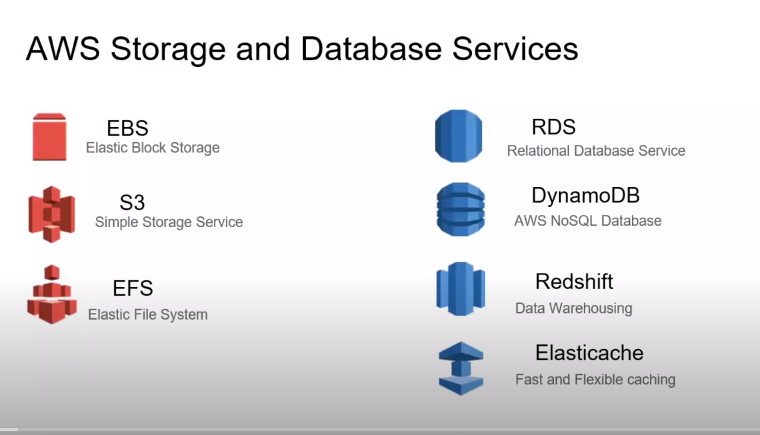 AWS Storage and Database Services
EBS
Elastic Block Storage
S3
Simple Storage Service
EFS
Elastic File System
RDS
Relational Database Service
DynamoDB
AWS NoSQL Database
Redshift
Data Warehousing
Elasticache
Fast and Flexible caching